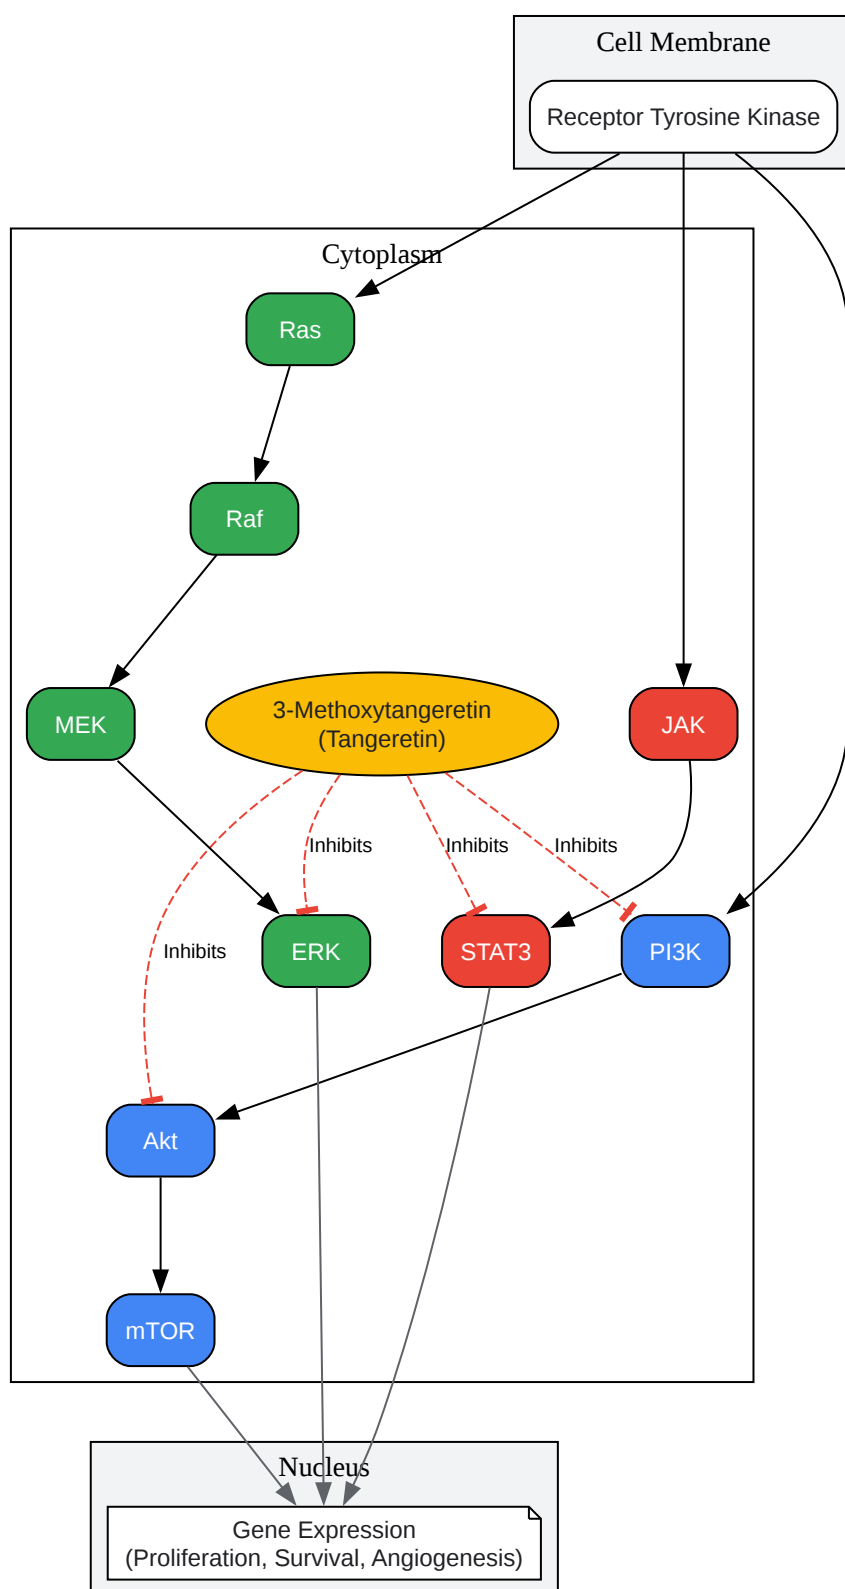 Cell Membrane
Receptor Tyrosine Kinase
Cytoplasm
Ras
Raf
MEK
3-Methoxytangeretin
(Tangeretin)
JAK
Inhibits
Inhibits
Inhibits
Inhibits
ERK
STAT3
PI3K
Akt
mTOR
Nucleus
Gene Expression
(Proliferation, Survival, Angiogenesis)